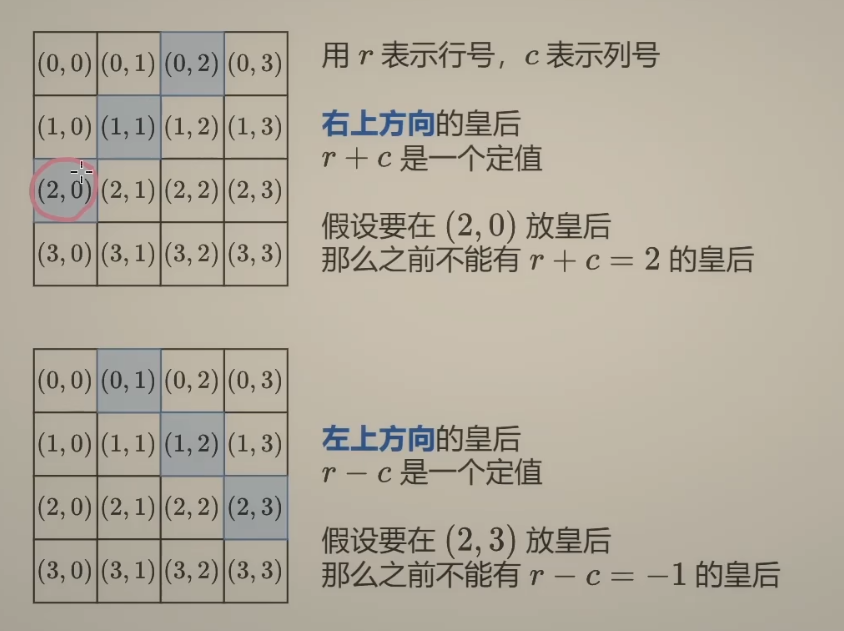 (0, 0) (0, 1) (0, 2) (0, 3)
(1, 0) (1, 1) (1, 2) (1, 3)
(2, 0) (2, 1) (2, 2) (2, 3)
(3, 0) (3, 1) (3, 2) (3, 3)
用 r 表示行号，c 表示列号
右上方向的皇后
r + c 是一个定值
假设要在 (2, 0) 放皇后
那么之前不能有 r + c = 2 的皇后
(0, 0) (0, 1) (0, 2) (0, 3)
(1, 0) (1, 1) (1, 2) (1, 3)
(2, 0) (2, 1) (2, 2) (2, 3)
(3, 0) (3, 1) (3, 2) (3, 3)
左上方向的皇后
r − c 是一个定值
假设要在 (2, 3) 放皇后
那么之前不能有 r − c = −1 的皇后